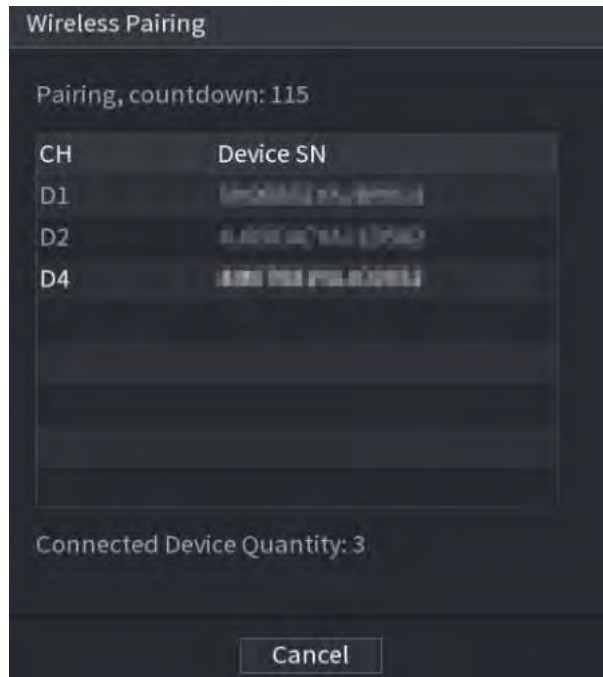 Wireless Pairing
Pairing, countdown: 115
CH Device SN
D1
D2
D4
Connected Device Quantity: 3
Cancel